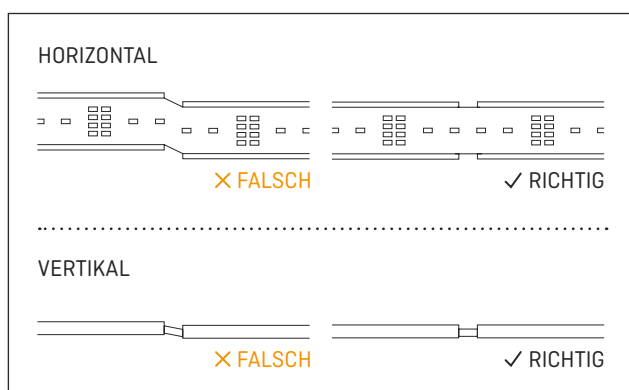 HORIZONTAL
× FALSCH
✓ RICHTIG
VERTIKAL
× FALSCH
✓ RICHTIG